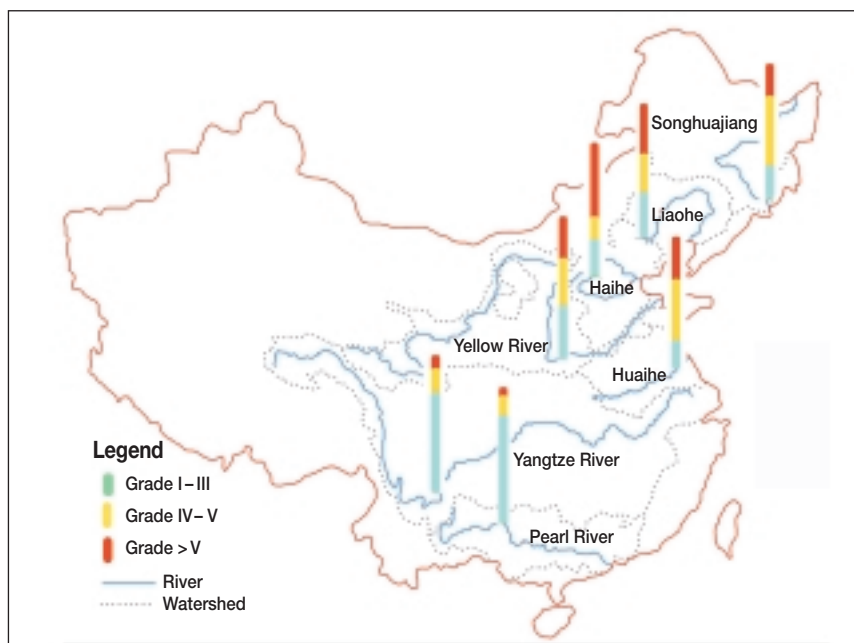 Songhuajiang
Liaohe
Haihe
Yellow River
Huaihe
Yangtze River
Pearl River
Legend
Grade I–III
Grade IV–V
Grade >V
River
Watershed